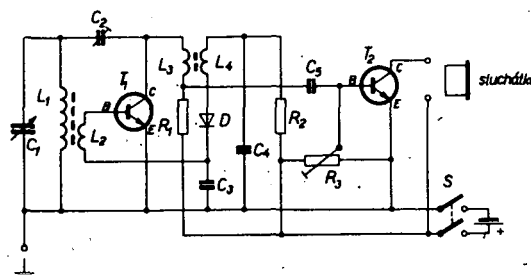 C₂
T₁
T₂
C
L₃
L₄
C₅
B
C
sluchátka
L₁
B
E
E
C₁
L₂
R₁
D
C₄
R₂
C₃
R₃
S
+